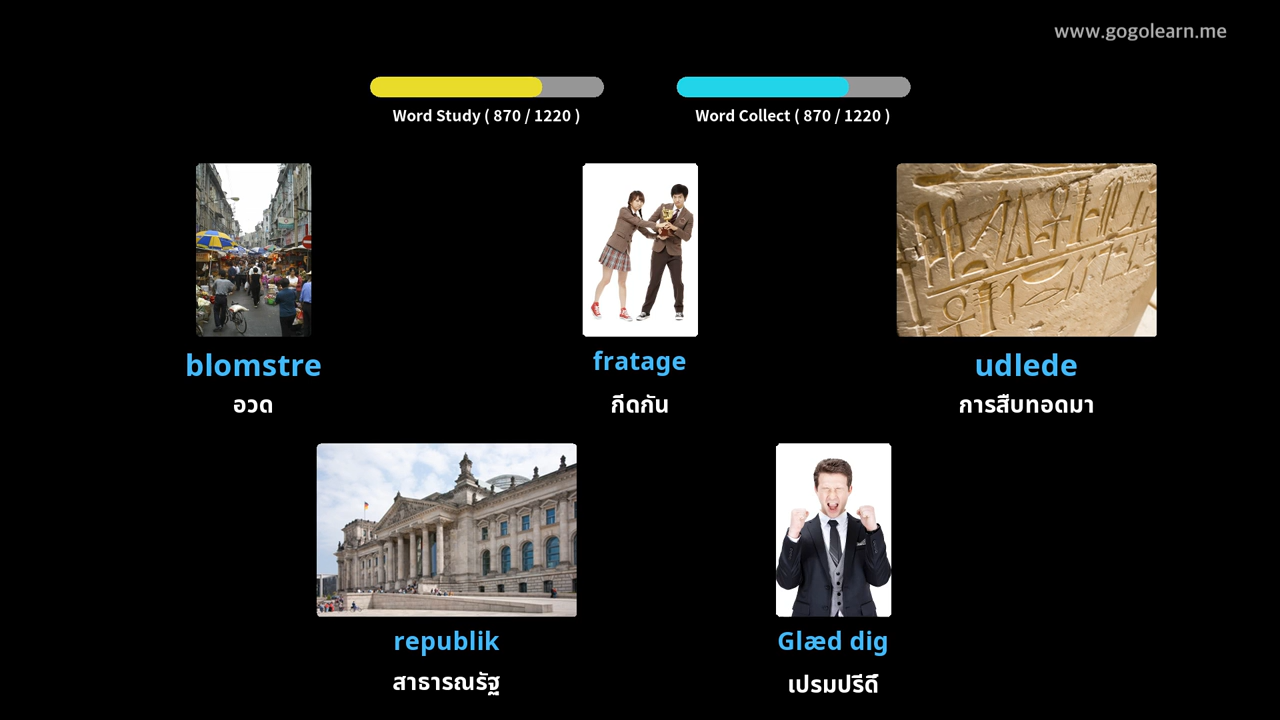 www.gogolearn.me
Word Study ( 870 / 1220 )
Word Collect ( 870 / 1220 )
blomstre
อวด
fratage
กีดกัน
udlede
การสืบทอดมา
republik
สาธารณรัฐ
Glæd dig
เปรมปรีดิ์